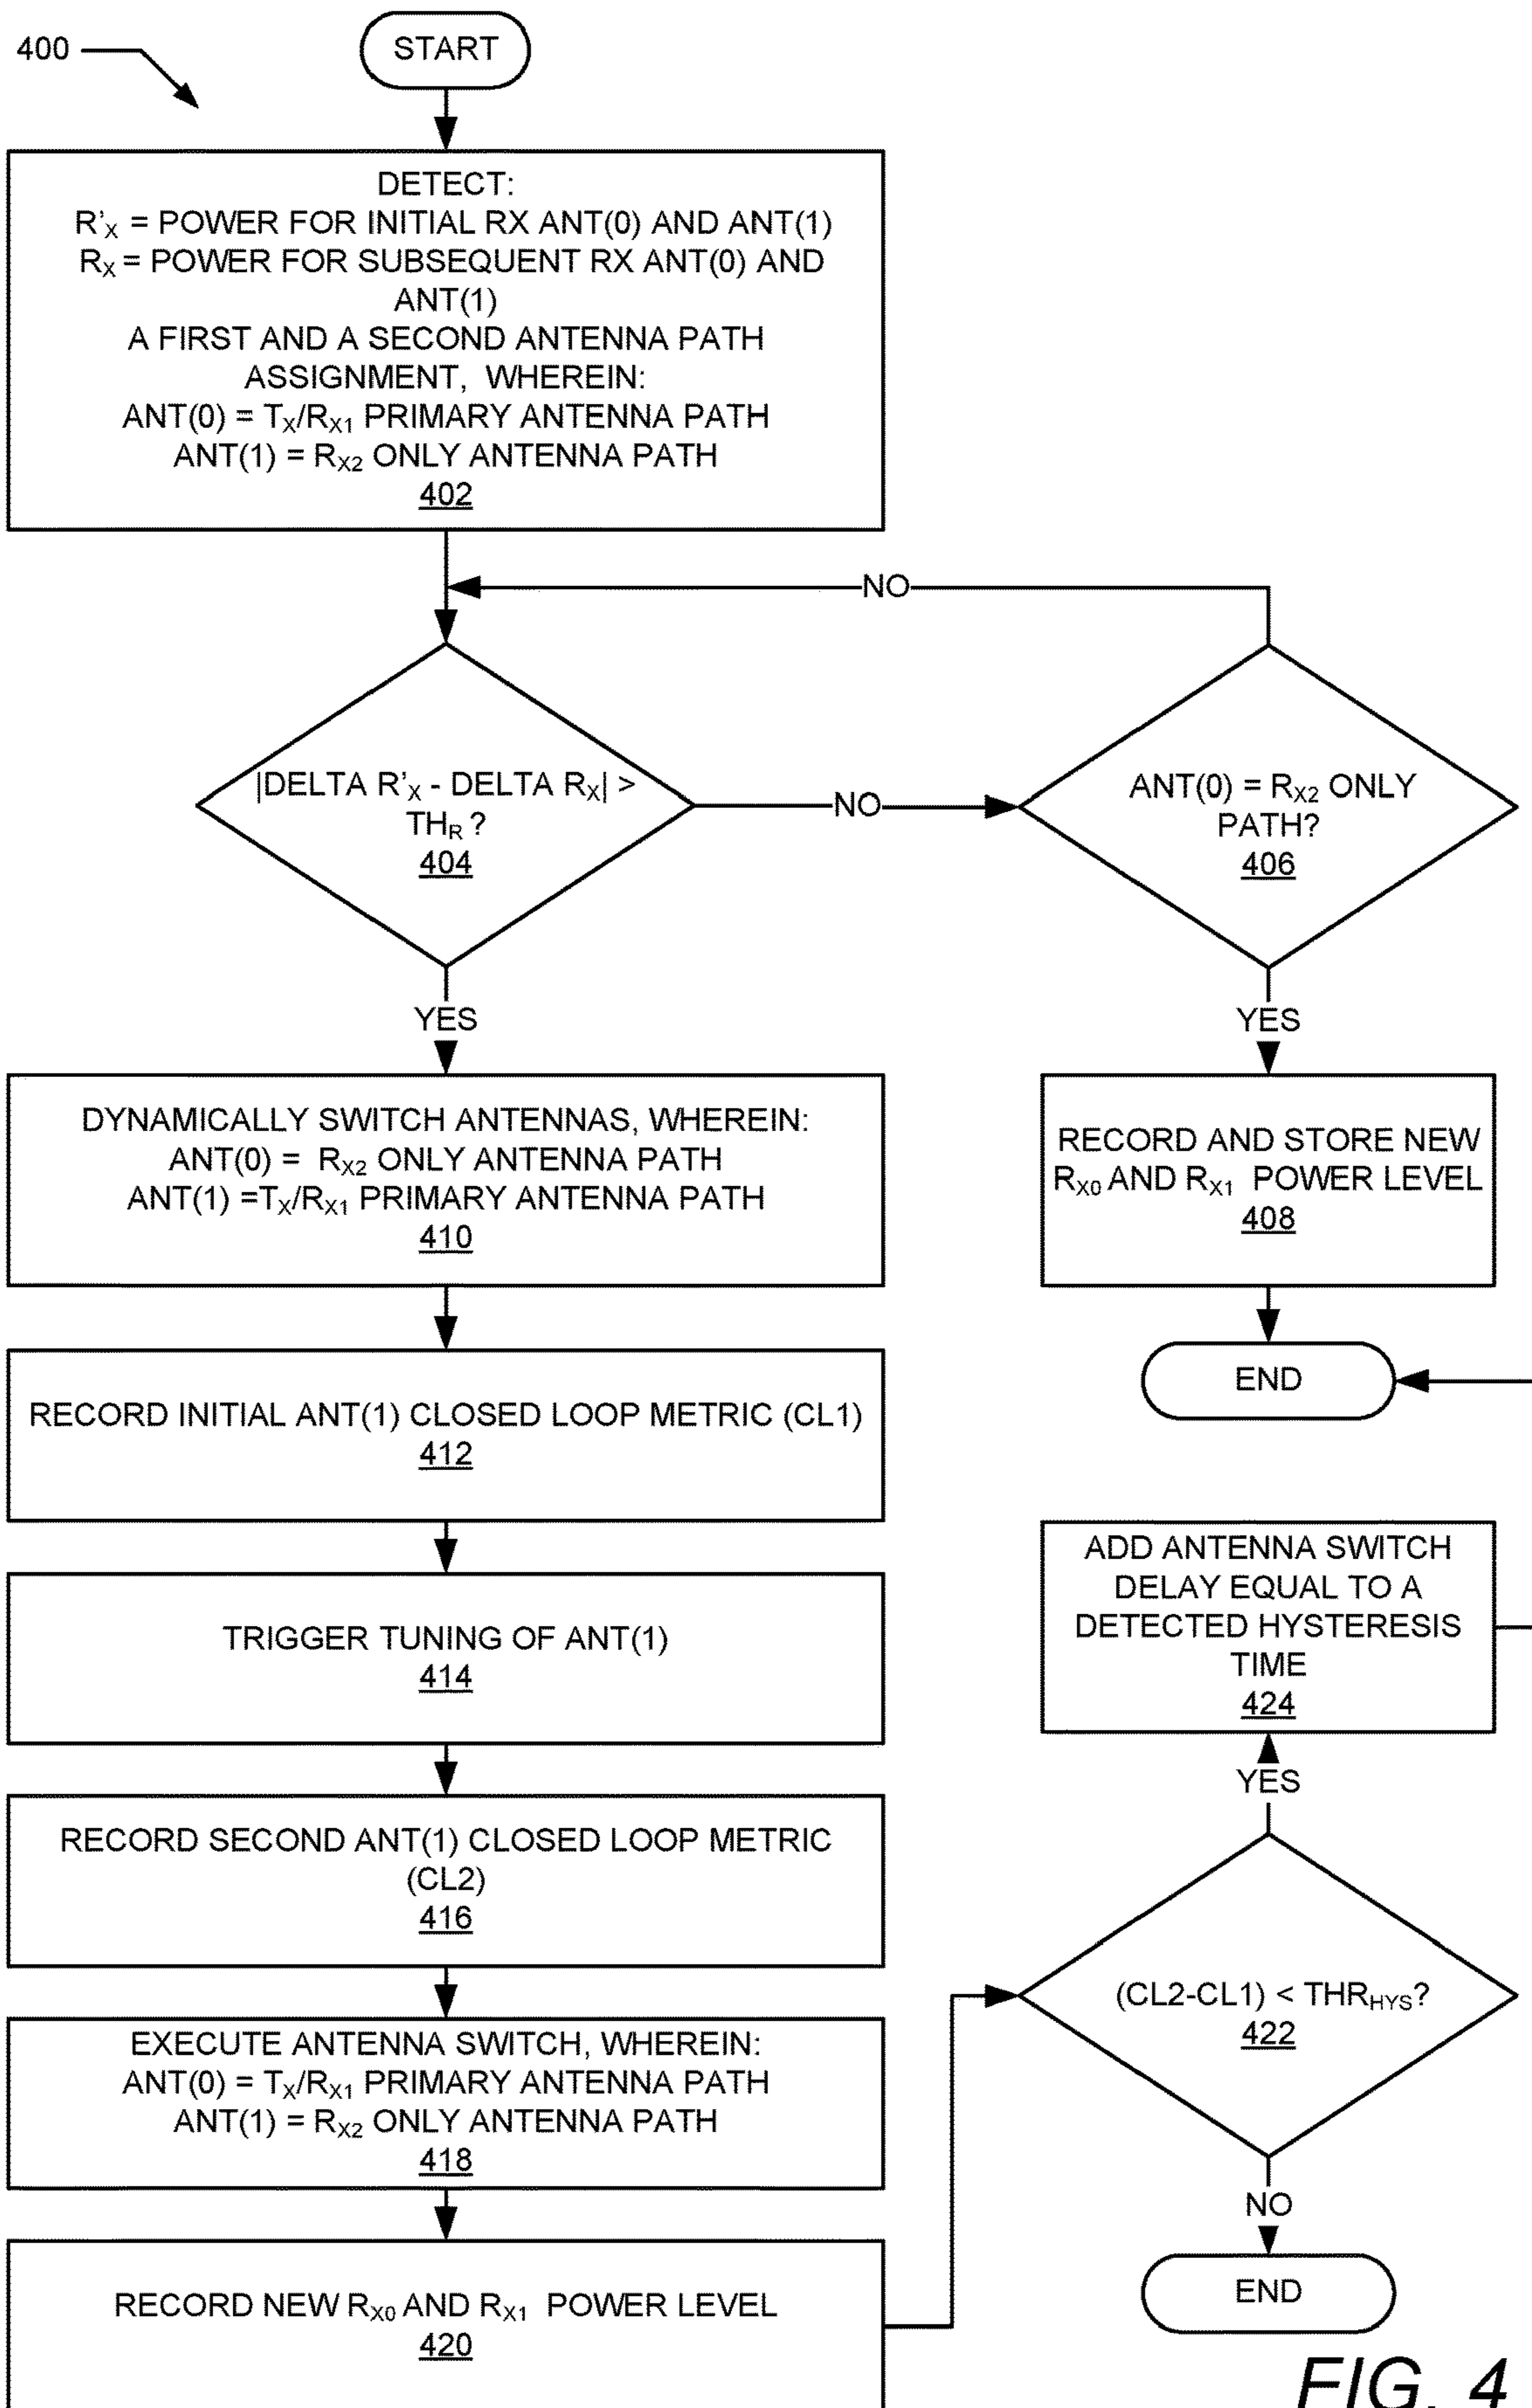 400
START
DETECT:
R'X = POWER FOR INITIAL RX ANT(0) AND ANT(1)
RX = POWER FOR SUBSEQUENT RX ANT(0) AND
ANT(1)
A FIRST AND A SECOND ANTENNA PATH
ASSIGNMENT, WHEREIN:
ANT(0) = TX/RX1 PRIMARY ANTENNA PATH
ANT(1) = RX2 ONLY ANTENNA PATH
402
NO
|DELTA R'X - DELTA RX| >
THR ?
404
NO
ANT(0) = RX2 ONLY
PATH?
406
YES
YES
DYNAMICALLY SWITCH ANTENNAS, WHEREIN:
ANT(0) = RX2 ONLY ANTENNA PATH
ANT(1) =TX/RX1 PRIMARY ANTENNA PATH
410
RECORD AND STORE NEW
RX0 AND RX1 POWER LEVEL
408
END
RECORD INITIAL ANT(1) CLOSED LOOP METRIC (CL1)
412
TRIGGER TUNING OF ANT(1)
414
RECORD SECOND ANT(1) CLOSED LOOP METRIC
(CL2)
416
EXECUTE ANTENNA SWITCH, WHEREIN:
ANT(0) = TX/RX1 PRIMARY ANTENNA PATH
ANT(1) = RX2 ONLY ANTENNA PATH
418
RECORD NEW RX0 AND RX1 POWER LEVEL
420
ADD ANTENNA SWITCH
DELAY EQUAL TO A
DETECTED HYSTERESIS
TIME
424
YES
(CL2-CL1) < THRHYS?
422
NO
END
FIG. 4